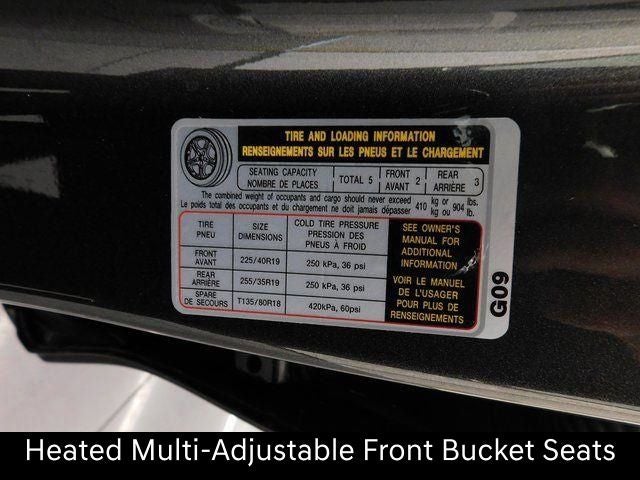 TIRE AND LOADING INFORMATION
RENSEIGNEMENTS SUR LES PNEUS ET LE CHARGEMENT
SEATING CAPACITY
NOMBRE DE PLACES
TOTAL 5
FRONT
AVANT 2
REAR
ARRIÈRE 3
The combined weight of occupants and cargo should never exceed 410 kg or 904 lbs.
Le poids total des occupants et du chargement ne doit jamais dépasser kg ou lb.
TIRE
PNEU
SIZE
DIMENSIONS
COLD TIRE PRESSURE
PRESSION DES
PNEUS À FROID
FRONT
AVANT
225/40R19
250 kPa, 36 psi
REAR
ARRIÈRE
255/35R19
250 kPa, 36 psi
SPARE
DE SECOURS
T135/80R18
420kPa, 60psi
SEE OWNER'S
MANUAL FOR
ADDITIONAL
INFORMATION
VOIR LE MANUEL
DE L'USAGER
POUR PLUS DE
RENSEIGNEMENTS
G09
Heated Multi-Adjustable Front Bucket Seats